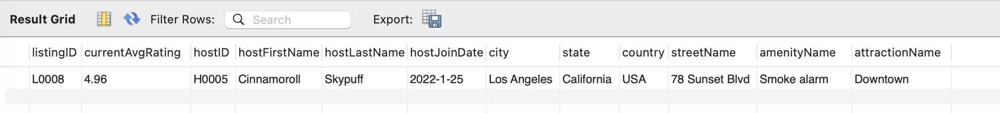 Result Grid Filter Rows: Search Export:
listingID currentAvgRating hostID hostFirstName hostLastName hostJoinDate city state country streetName amenityName attractionName
L0008 4.96 H0005 Cinnamoroll Skypuff 2022-1-25 Los Angeles California USA 78 Sunset Blvd Smoke alarm Downtown